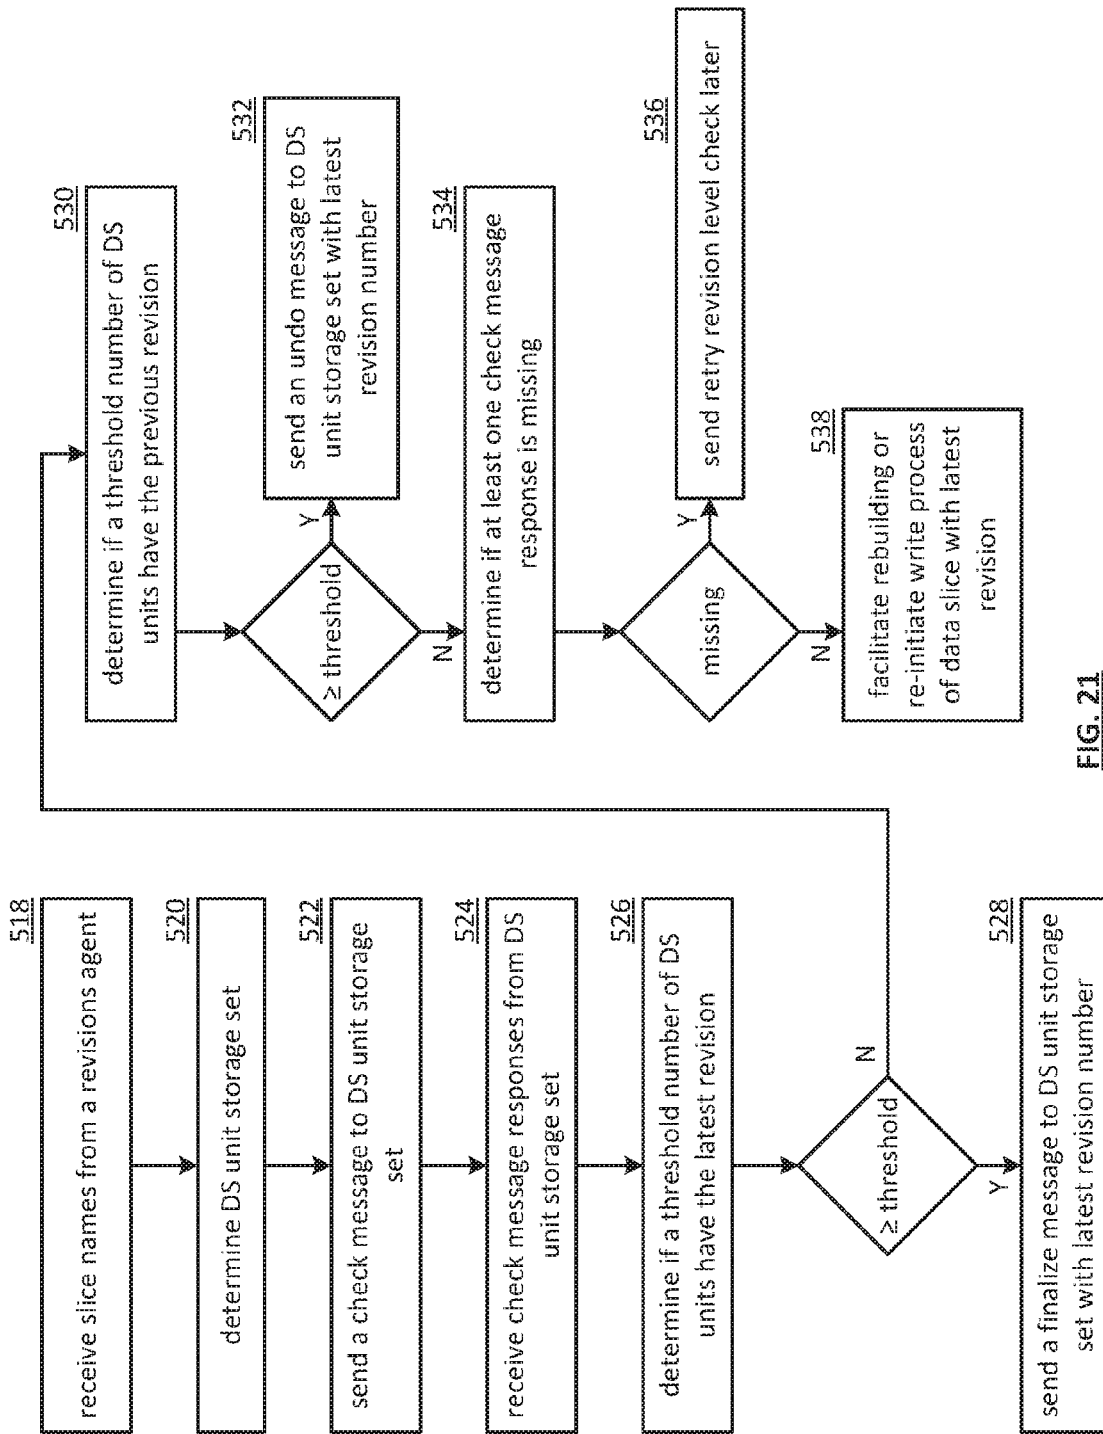 518
receive slice names from a revisions agent
520
determine DS unit storage set
522
send a check message to DS unit storage
set
524
receive check message responses from DS
unit storage set
526
determine if a threshold number of DS
units have the latest revision
≥ threshold
N
Y
528
send a finalize message to DS unit storage
set with latest revision number
530
determine if a threshold number of DS
units have the previous revision
≥ threshold
Y
532
send an undo message to DS
unit storage set with latest
revision number
N
534
determine if at least one check message
response is missing
missing
Y
536
send retry revision level check later
N
538
facilitate rebuilding or
re-initiate write process
of data slice with latest
revision
FIG. 21